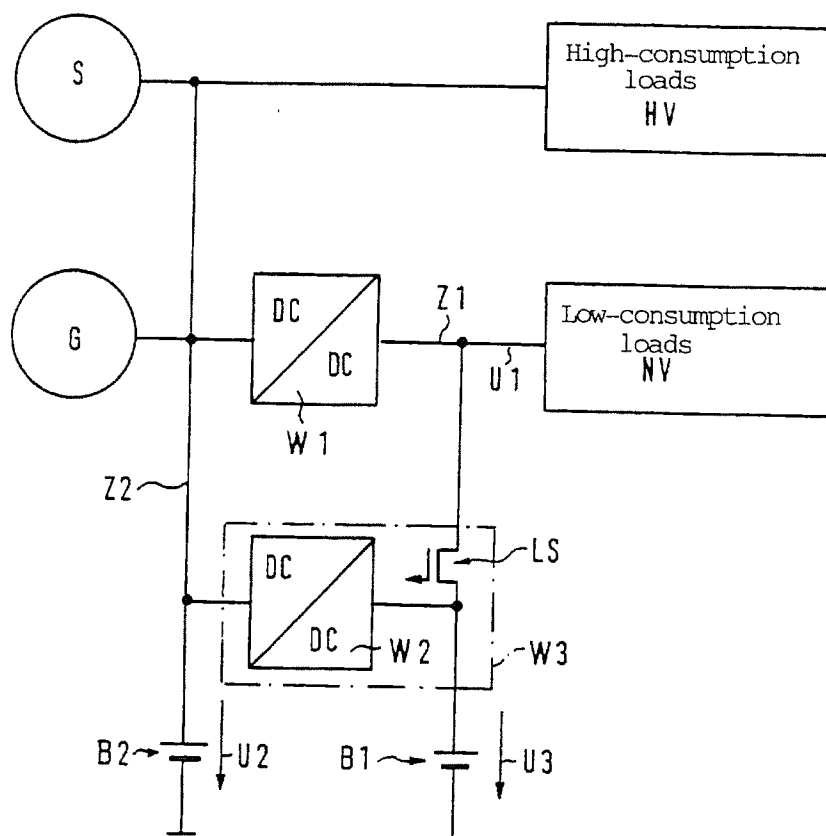 S
High-consumption
loads
HV
G
DC
DC
W1
Z1
U1
Low-consumption
loads
NV
Z2
DC
DC
W2
LS
W3
B2
U2
B1
U3